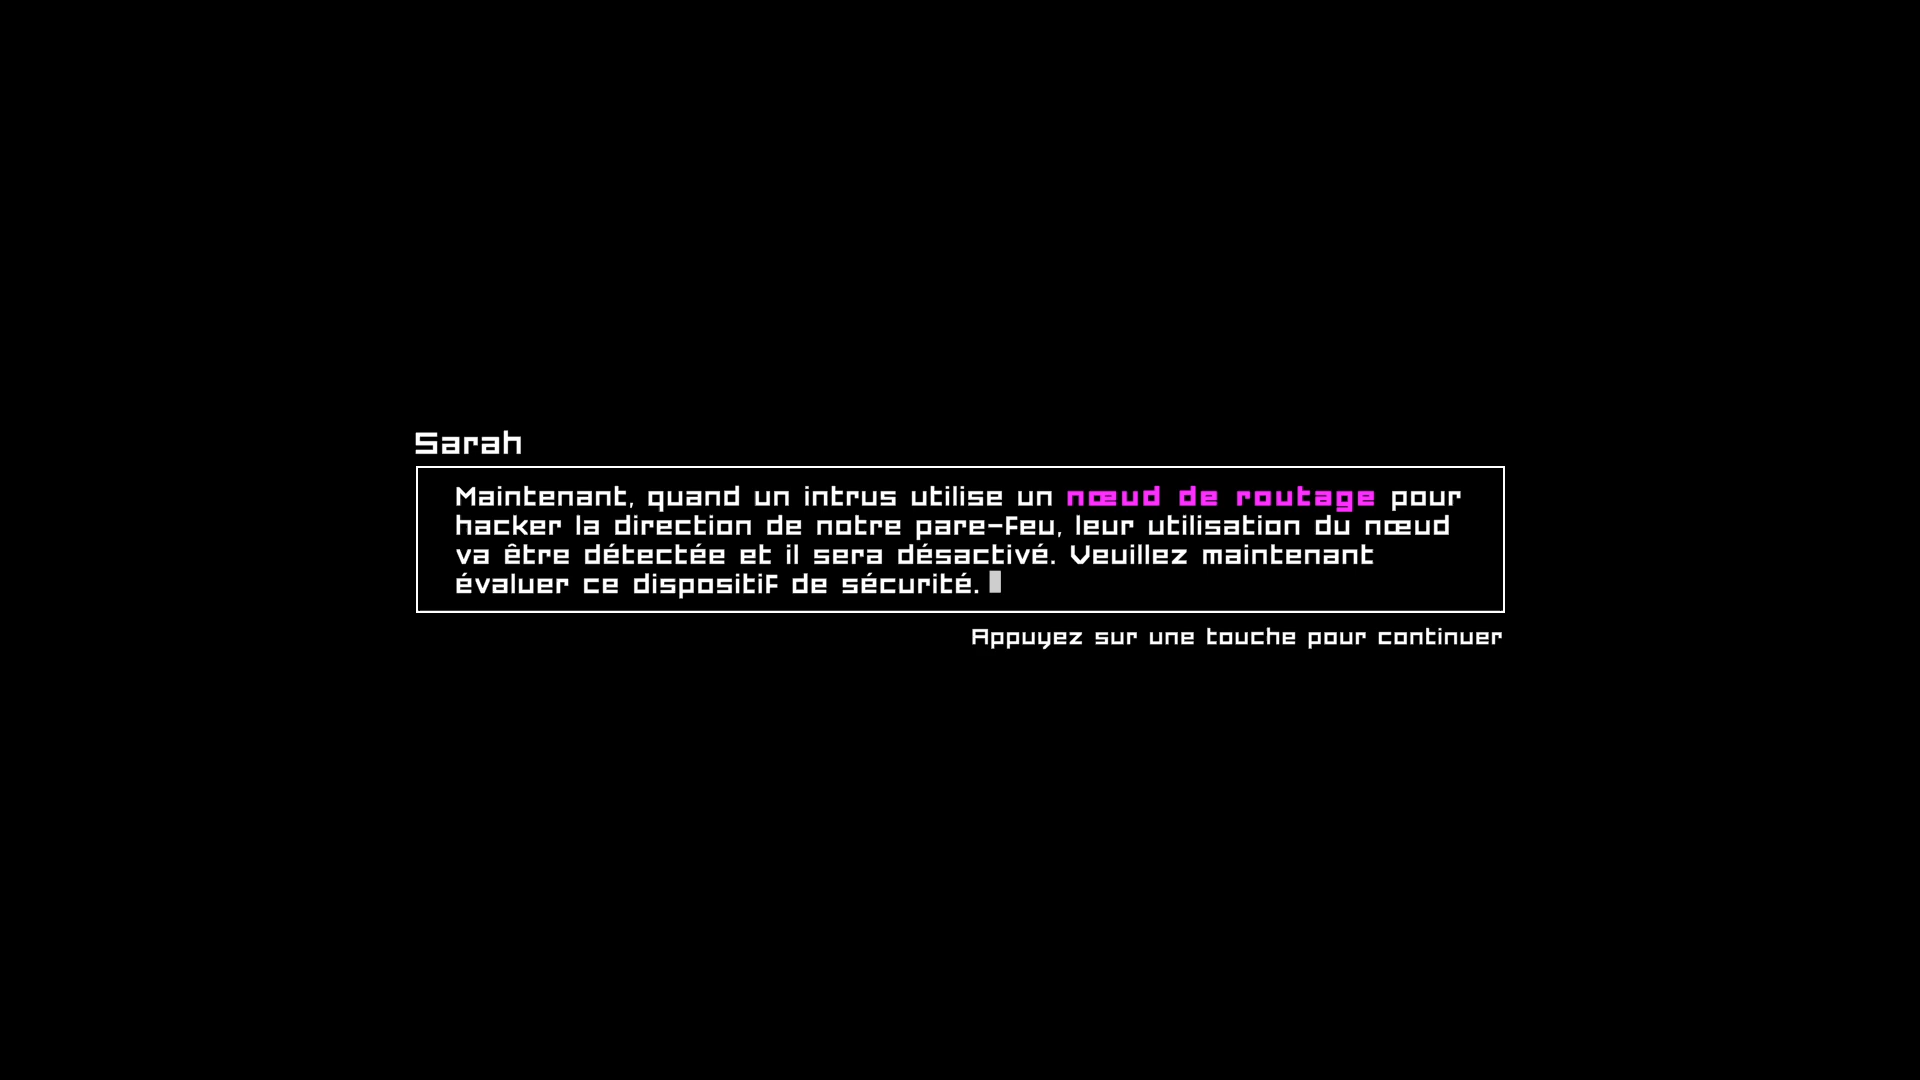 Sarah
Maintenant, quand un intrus utilise un nœud de routage pour
hacker la direction de notre pare-feu, leur utilisation du nœud
va être détectée et il sera désactivé. Veuillez maintenant
évaluer ce dispositif de sécurité.
Appuyez sur une touche pour continuer